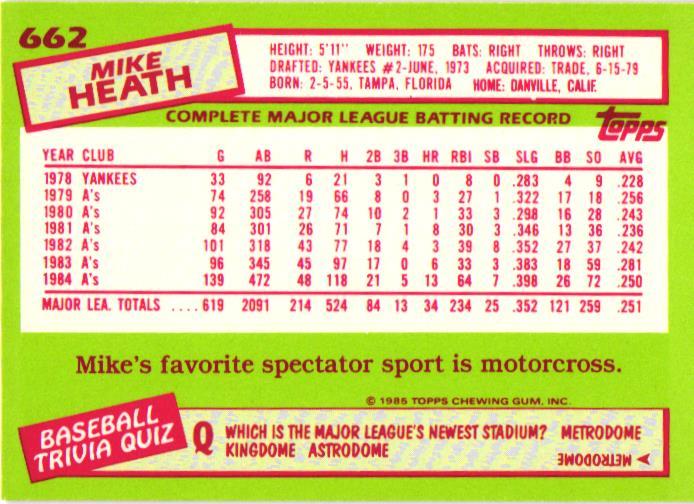 662
MIKE
HEATH
HEIGHT: 5'11" WEIGHT: 175 BATS: RIGHT THROWS: RIGHT
DRAFTED: YANKEES #2-JUNE, 1973 ACQUIRED: TRADE, 6-15-79
BORN: 2-5-55, TAMPA, FLORIDA HOME: DANVILLE, CALIF.
COMPLETE MAJOR LEAGUE BATTING RECORD
Topps
YEAR CLUB G AB R H 2B 3B HR RBI SB SLG BB SO AVG
1978 YANKEES 33 92 6 21 3 1 0 8 0 .283 4 9 .228
1979 A's 74 258 19 66 8 0 3 27 1 .322 17 18 .256
1980 A's 92 305 27 74 10 2 1 33 3 .298 16 28 .243
1981 A's 84 301 26 71 7 1 8 30 3 .346 13 36 .236
1982 A's 101 318 43 77 18 4 3 39 8 .352 27 37 .242
1983 A's 96 345 45 97 17 0 6 33 3 .383 18 59 .281
1984 A's 139 472 48 118 21 5 13 64 7 .398 26 72 .250
MAJOR LEA. TOTALS .... 619 2091 214 524 84 13 34 234 25 .352 121 259 .251
Mike's favorite spectator sport is motorcross.
© 1985 TOPPS CHEWING GUM, INC.
BASEBALL
TRIVIA QUIZ
Q WHICH IS THE MAJOR LEAGUE'S NEWEST STADIUM? METRODOME
KINGDOME ASTRODOME
METRODOME